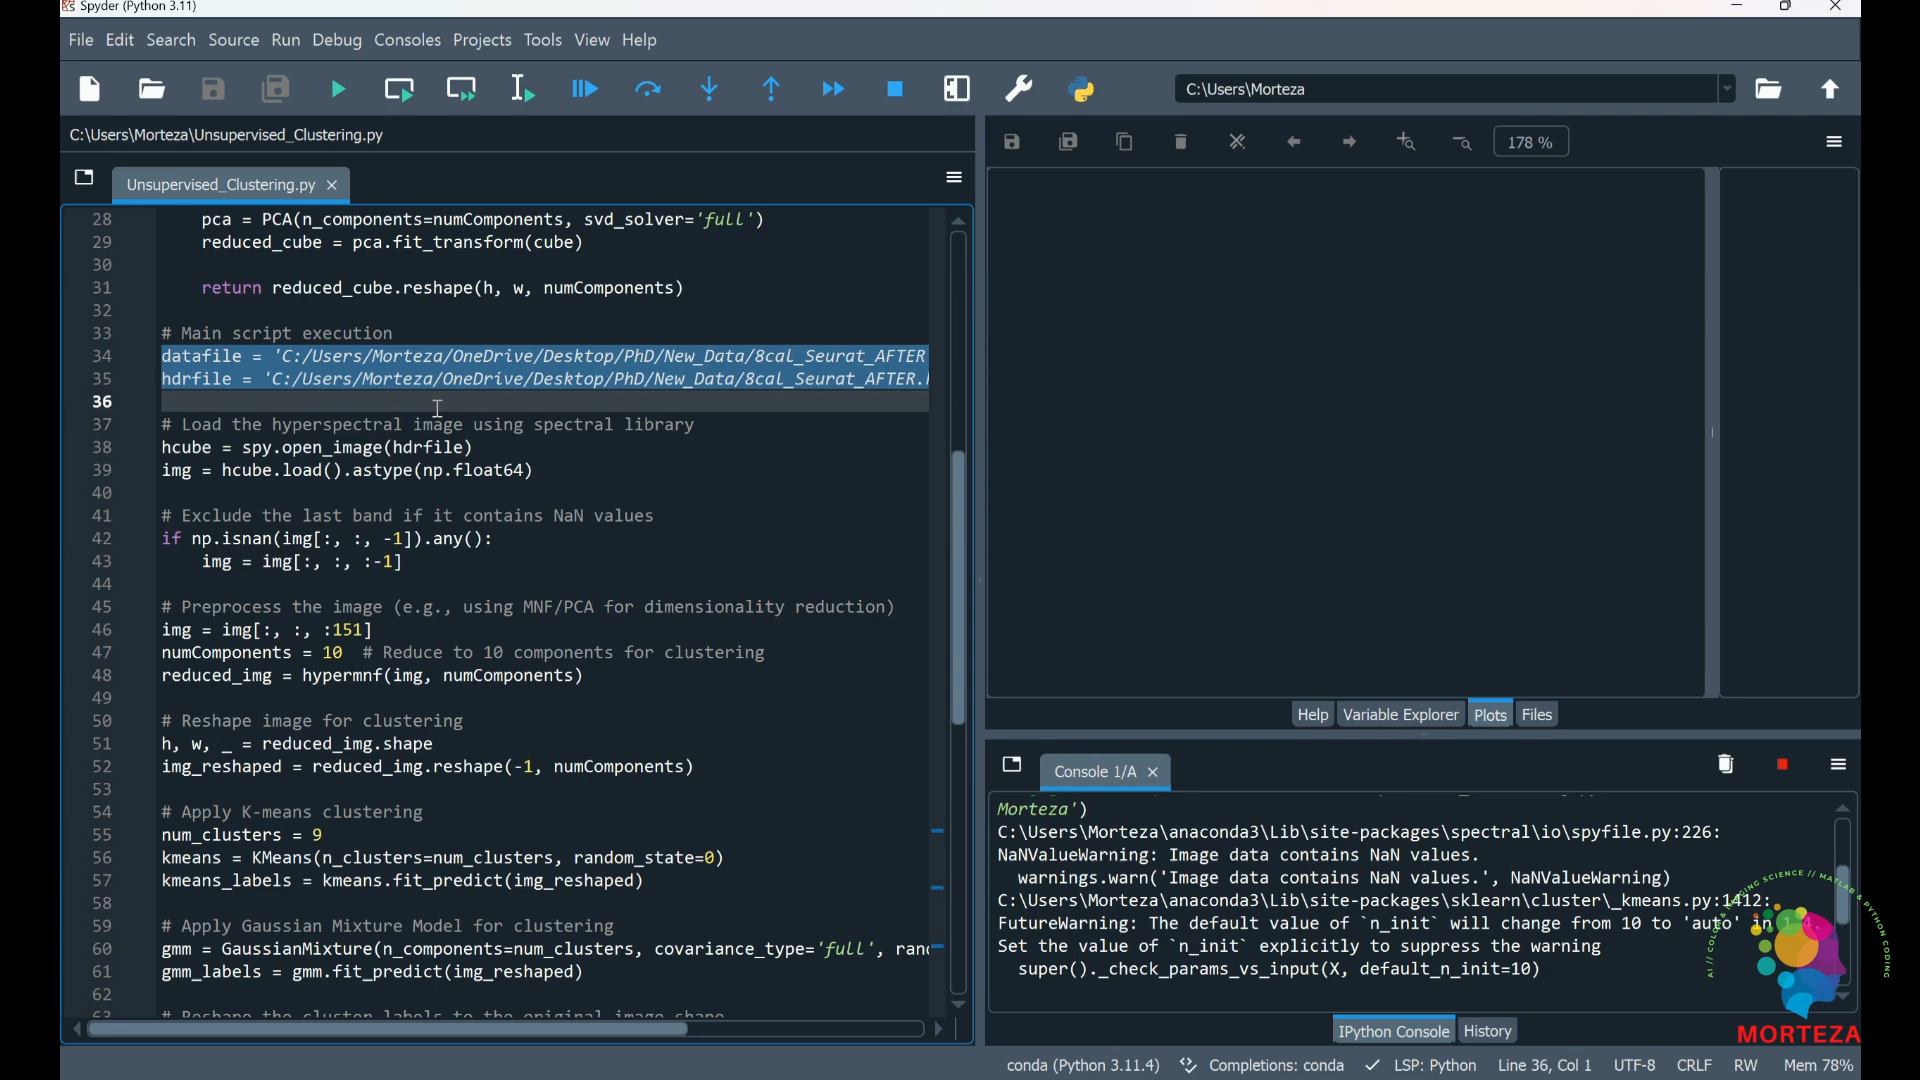 Spyder (Python 3.11)
File Edit Search Source Run Debug Consoles Projects Tools View Help
C:\Users\Morteza
C:\Users\Morteza\Unsupervised_Clustering.py
178 %
Unsupervised_Clustering.py
28 pca = PCA(n_components=numComponents, svd_solver='full')
29 reduced_cube = pca.fit_transform(cube)
30
31 return reduced_cube.reshape(h, w, numComponents)
32
33 # Main script execution
34 datafile = 'C:/Users/Morteza/OneDrive/Desktop/PhD/New_Data/8cal_Seurat_AFTER
35 hdrfile = 'C:/Users/Morteza/OneDrive/Desktop/PhD/New_Data/8cal_Seurat_AFTER.
36
37 # Load the hyperspectral image using spectral library
38 hcube = spy.open_image(hdrfile)
39 img = hcube.load().astype(np.float64)
40
41 # Exclude the last band if it contains NaN values
42 if np.isnan(img[:, :, -1]).any():
43 img = img[:, :, :-1]
44
45 # Preprocess the image (e.g., using MNF/PCA for dimensionality reduction)
46 img = img[:, :, :151]
47 numComponents = 10 # Reduce to 10 components for clustering
48 reduced_img = hypermnf(img, numComponents)
49
50 # Reshape image for clustering
51 h, w, _ = reduced_img.shape
52 img_reshaped = reduced_img.reshape(-1, numComponents)
53
54 # Apply K-means clustering
55 num_clusters = 9
56 kmeans = KMeans(n_clusters=num_clusters, random_state=0)
57 kmeans_labels = kmeans.fit_predict(img_reshaped)
58
59 # Apply Gaussian Mixture Model for clustering
60 gmm = GaussianMixture(n_components=num_clusters, covariance_type='full', ran
61 gmm_labels = gmm.fit_predict(img_reshaped)
62
63 # Reshape the cluster labels to the original image shape
Help Variable Explorer Plots Files
Console 1/A
Morteza')
C:\Users\Morteza\anaconda3\Lib\site-packages\spectral\io\spyfile.py:226:
NaNValueWarning: Image data contains NaN values.
warnings.warn('Image data contains NaN values.', NaNValueWarning)
C:\Users\Morteza\anaconda3\Lib\site-packages\sklearn\cluster\_kmeans.py:1412:
FutureWarning: The default value of `n_init` will change from 10 to 'auto' in 1.4.
Set the value of `n_init` explicitly to suppress the warning
super()._check_params_vs_input(X, default_n_init=10)
IPython Console History
MORTEZA
conda (Python 3.11.4) Completions: conda LSP: Python Line 36, Col 1 UTF-8 CRLF RW Mem 78%